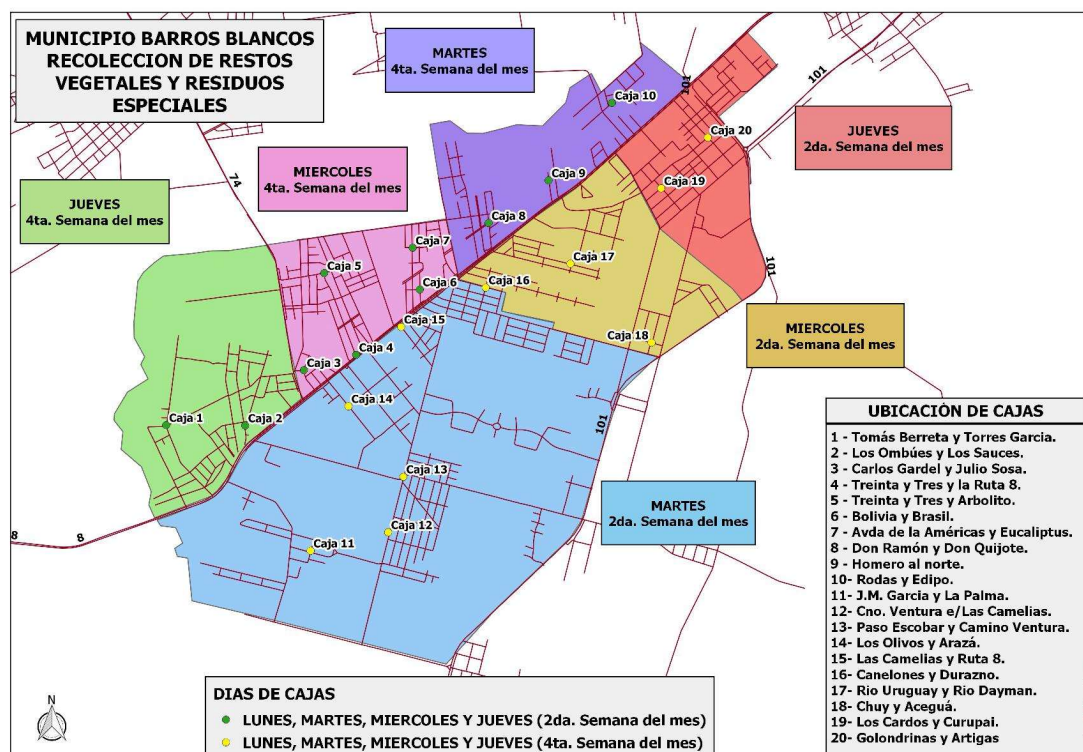 MUNICIPIO BARROS BLANCOS
RECOLECCION DE RESTOS
VEGETALES Y RESIDUOS
ESPECIALES
MARTES
4ta. Semana del mes
JUEVES
2da. Semana del mes
MIERCOLES
4ta. Semana del mes
JUEVES
4ta. Semana del mes
MIERCOLES
2da. Semana del mes
MARTES
2da. Semana del mes
101
101
101
101
74
8
8
Caja 10
Caja 20
Caja 9
Caja 19
Caja 8
Caja 7
Caja 17
Caja 5
Caja 6
Caja 16
Caja 15
Caja 18
Caja 4
Caja 3
Caja 14
Caja 1
Caja 2
Caja 13
Caja 12
Caja 11
UBICACIÓN DE CAJAS
1 - Tomás Berreta y Torres Garcia.
2 - Los Ombúes y Los Sauces.
3 - Carlos Gardel y Julio Sosa.
4 - Treinta y Tres y la Ruta 8.
5 - Treinta y Tres y Arbolito.
6 - Bolivia y Brasil.
7 - Avda de la Américas y Eucaliptus.
8 - Don Ramón y Don Quijote.
9 - Homero al norte.
10- Rodas y Edipo.
11- J.M. Garcia y La Palma.
12- Cno. Ventura e/Las Camelias.
13- Paso Escobar y Camino Ventura.
14- Los Olivos y Arazá.
15- Las Camelias y Ruta 8.
16- Canelones y Durazno.
17- Rio Uruguay y Rio Dayman.
18- Chuy y Aceguá.
19- Los Cardos y Curupai.
20- Golondrinas y Artigas
N
DIAS DE CAJAS
LUNES, MARTES, MIERCOLES Y JUEVES (2da. Semana del mes)
LUNES, MARTES, MIERCOLES Y JUEVES (4ta. Semana del mes)